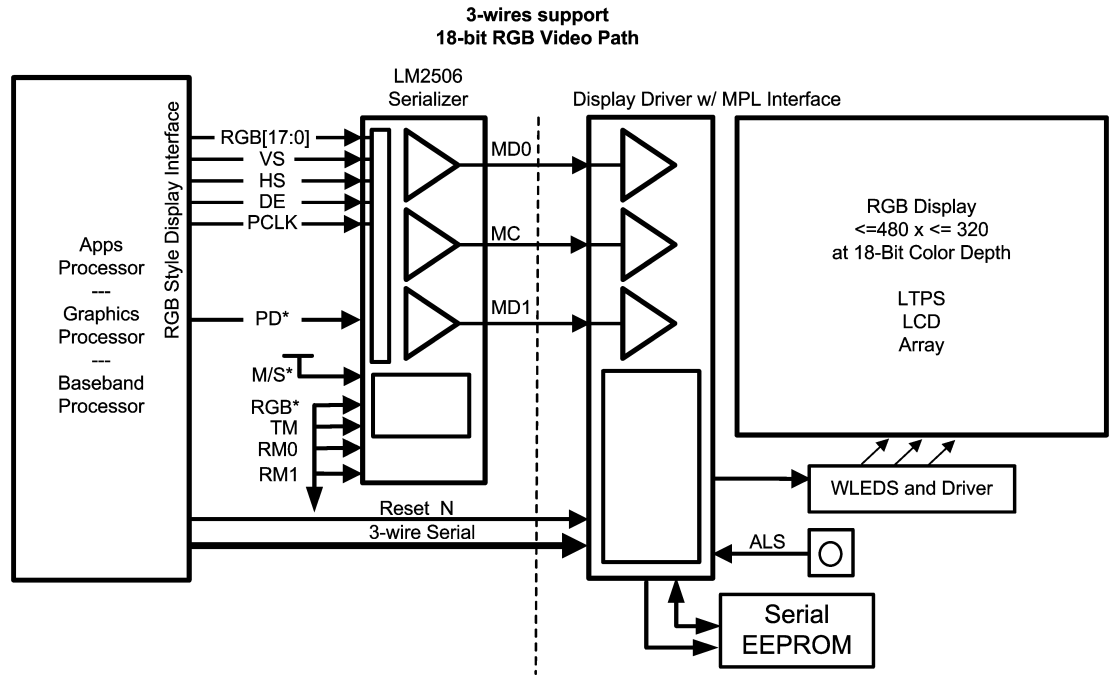 3-wires support
18-bit RGB Video Path
LM2506
Serializer
Display Driver w/ MPL Interface
RGB Style Display Interface
Apps
Processor
---
Graphics
Processor
---
Baseband
Processor
RGB[17:0]
VS
HS
DE
PCLK
PD*
M/S*
RGB*
TM
RM0
RM1
Reset_N
3-wire Serial
MD0
MC
MD1
RGB Display
<=480 x <= 320
at 18-Bit Color Depth
LTPS
LCD
Array
WLEDS and Driver
ALS
Serial
EEPROM